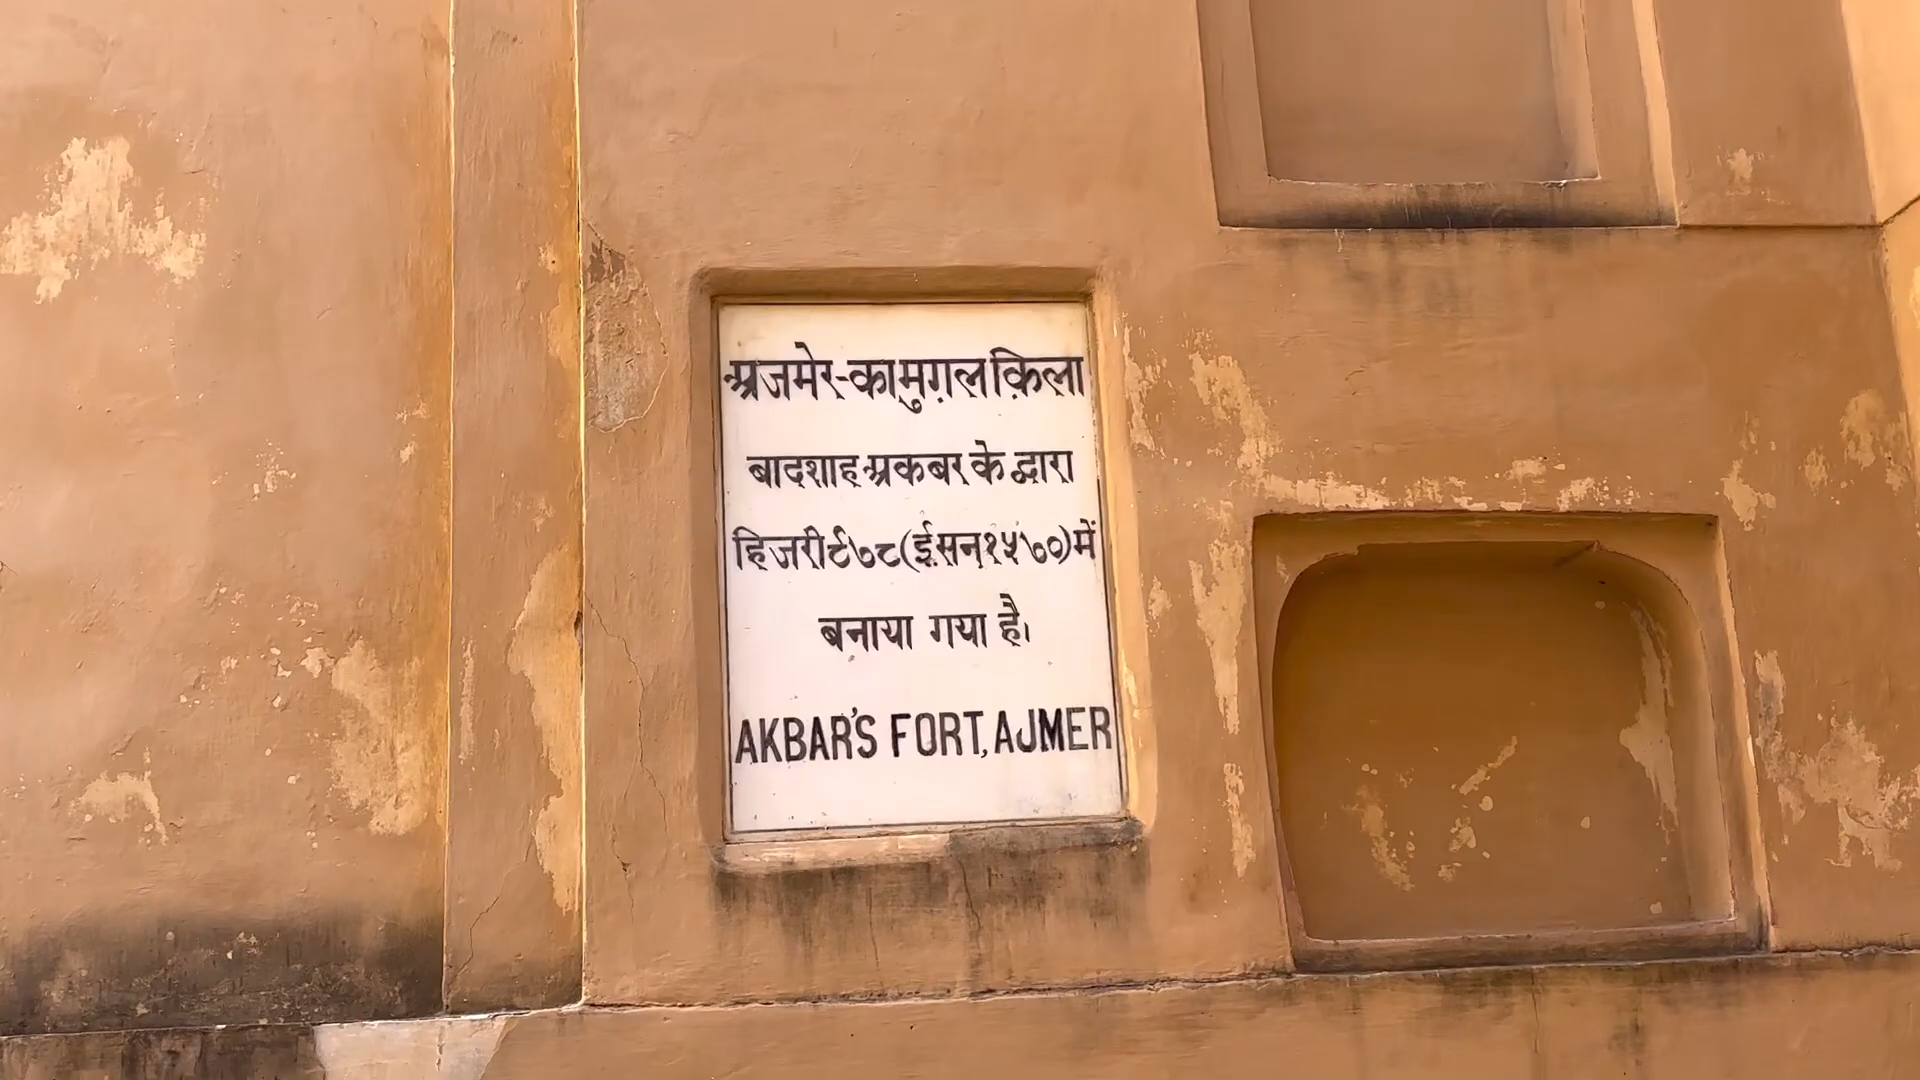 अजमेर-का मुग़ल क़िला
बादशाह अकबर के द्वारा
हिजरी ९७८(ई.सन १५७०)में
बनाया गया है।
AKBAR'S FORT, AJMER